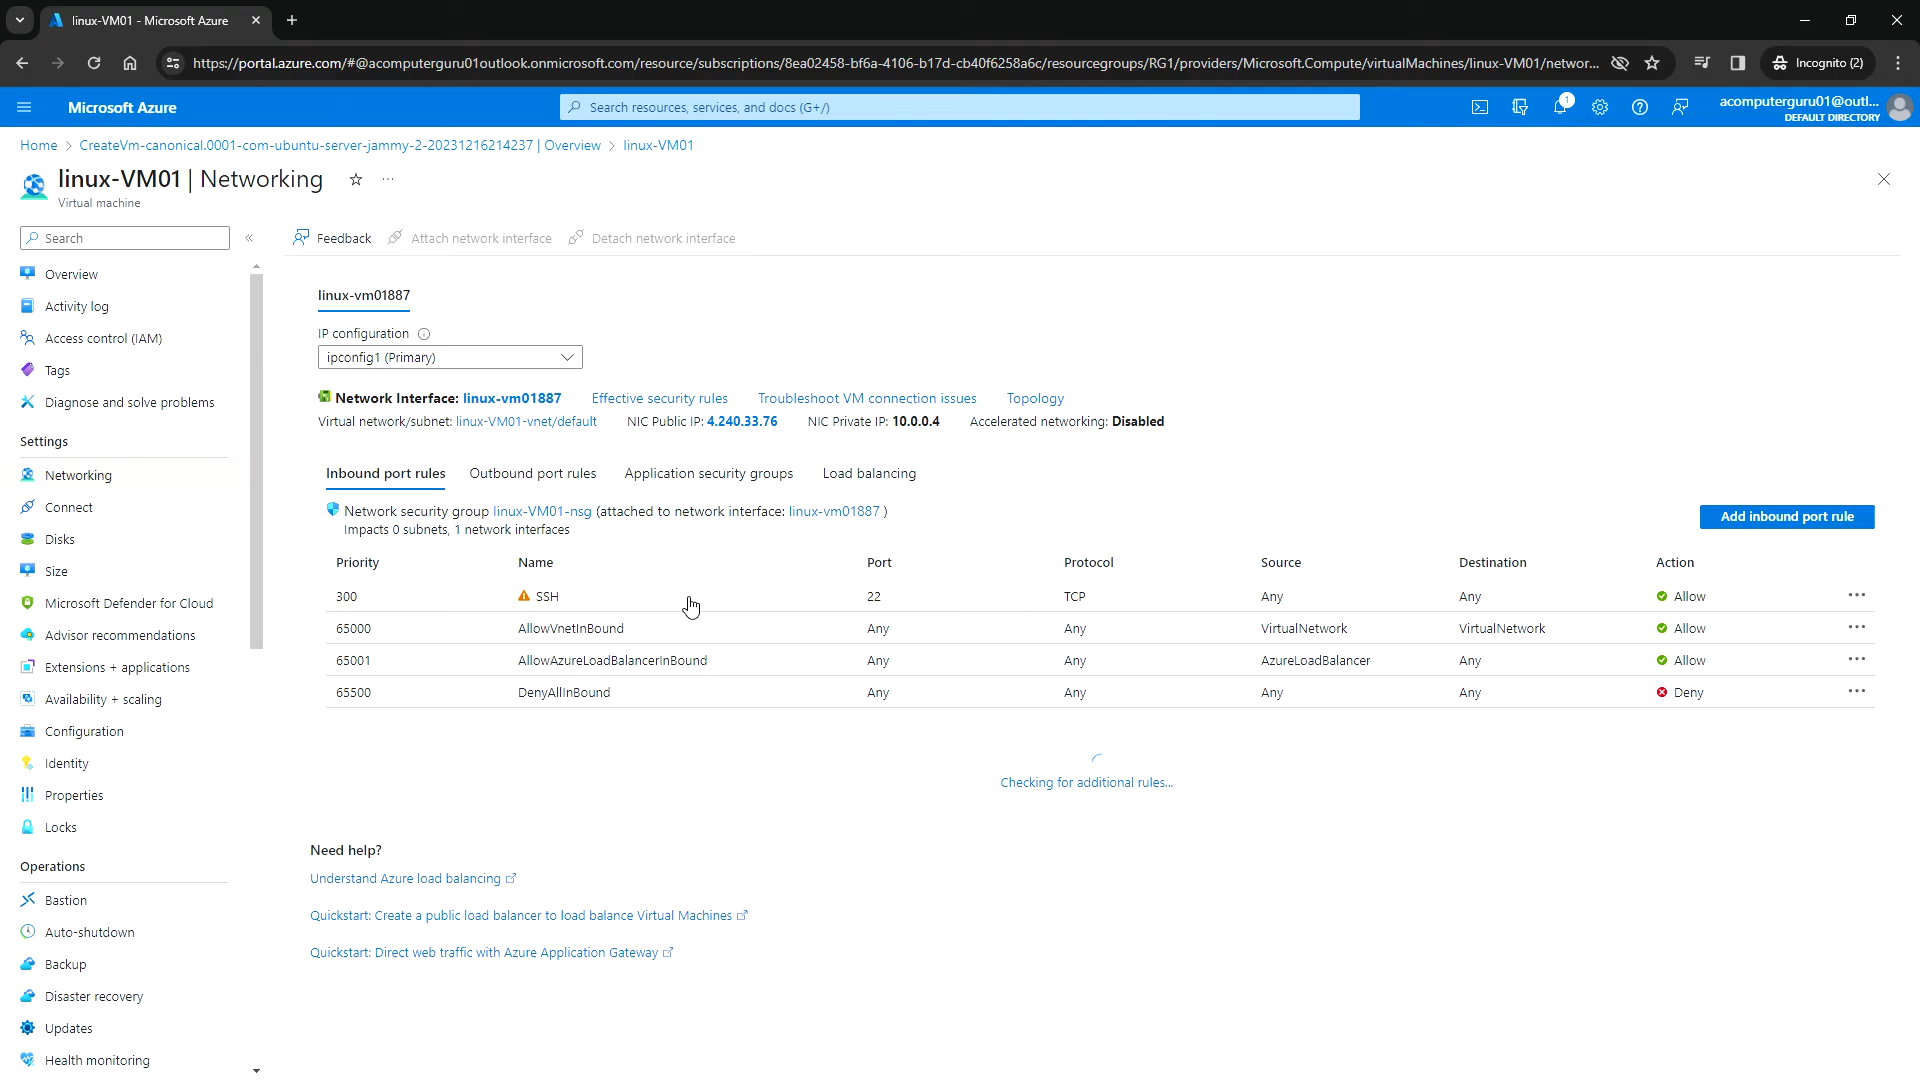 linux-VM01 - Microsoft Azure
https://portal.azure.com/#@acomputerguru01outlook.onmicrosoft.com/resource/subscriptions/8ea02458-bf6a-4106-b17d-cb40f6258a6c/resourcegroups/RG1/providers/Microsoft.Compute/virtualMachines/linux-VM01/networ...
Incognito (2)
Microsoft Azure
Search resources, services, and docs (G+/)
1
acomputerguru01@outl...
DEFAULT DIRECTORY
Home > CreateVm-canonical.0001-com-ubuntu-server-jammy-2-20231216214237 | Overview > linux-VM01
linux-VM01 | Networking
Virtual machine
Search
Feedback
Attach network interface
Detach network interface
Overview
Activity log
Access control (IAM)
Tags
Diagnose and solve problems
Settings
Networking
Connect
Disks
Size
Microsoft Defender for Cloud
Advisor recommendations
Extensions + applications
Availability + scaling
Configuration
Identity
Properties
Locks
Operations
Bastion
Auto-shutdown
Backup
Disaster recovery
Updates
Health monitoring
linux-vm01887
IP configuration
ipconfig1 (Primary)
Network Interface: linux-vm01887 Effective security rules Troubleshoot VM connection issues Topology
Virtual network/subnet: linux-VM01-vnet/default NIC Public IP: 4.240.33.76 NIC Private IP: 10.0.0.4 Accelerated networking: Disabled
Inbound port rules Outbound port rules Application security groups Load balancing
Network security group linux-VM01-nsg (attached to network interface: linux-vm01887 )
Impacts 0 subnets, 1 network interfaces
Add inbound port rule
Priority Name Port Protocol Source Destination Action
300 SSH 22 TCP Any Any Allow
65000 AllowVnetInBound Any Any VirtualNetwork VirtualNetwork Allow
65001 AllowAzureLoadBalancerInBound Any Any AzureLoadBalancer Any Allow
65500 DenyAllInBound Any Any Any Any Deny
Checking for additional rules...
Need help?
Understand Azure load balancing
Quickstart: Create a public load balancer to load balance Virtual Machines
Quickstart: Direct web traffic with Azure Application Gateway